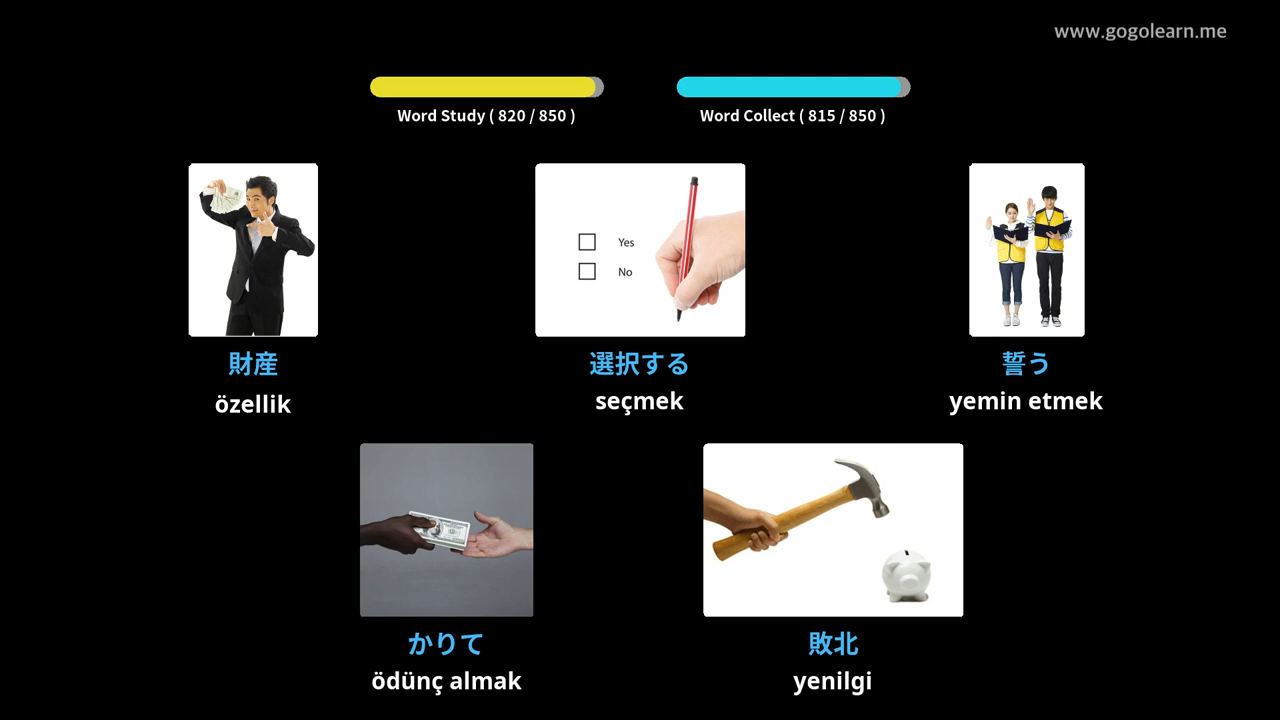 www.gogolearn.me
Word Study ( 820 / 850 )
Word Collect ( 815 / 850 )
Yes
No
財産
özellik
選択する
seçmek
誓う
yemin etmek
かりて
ödünç almak
敗北
yenilgi